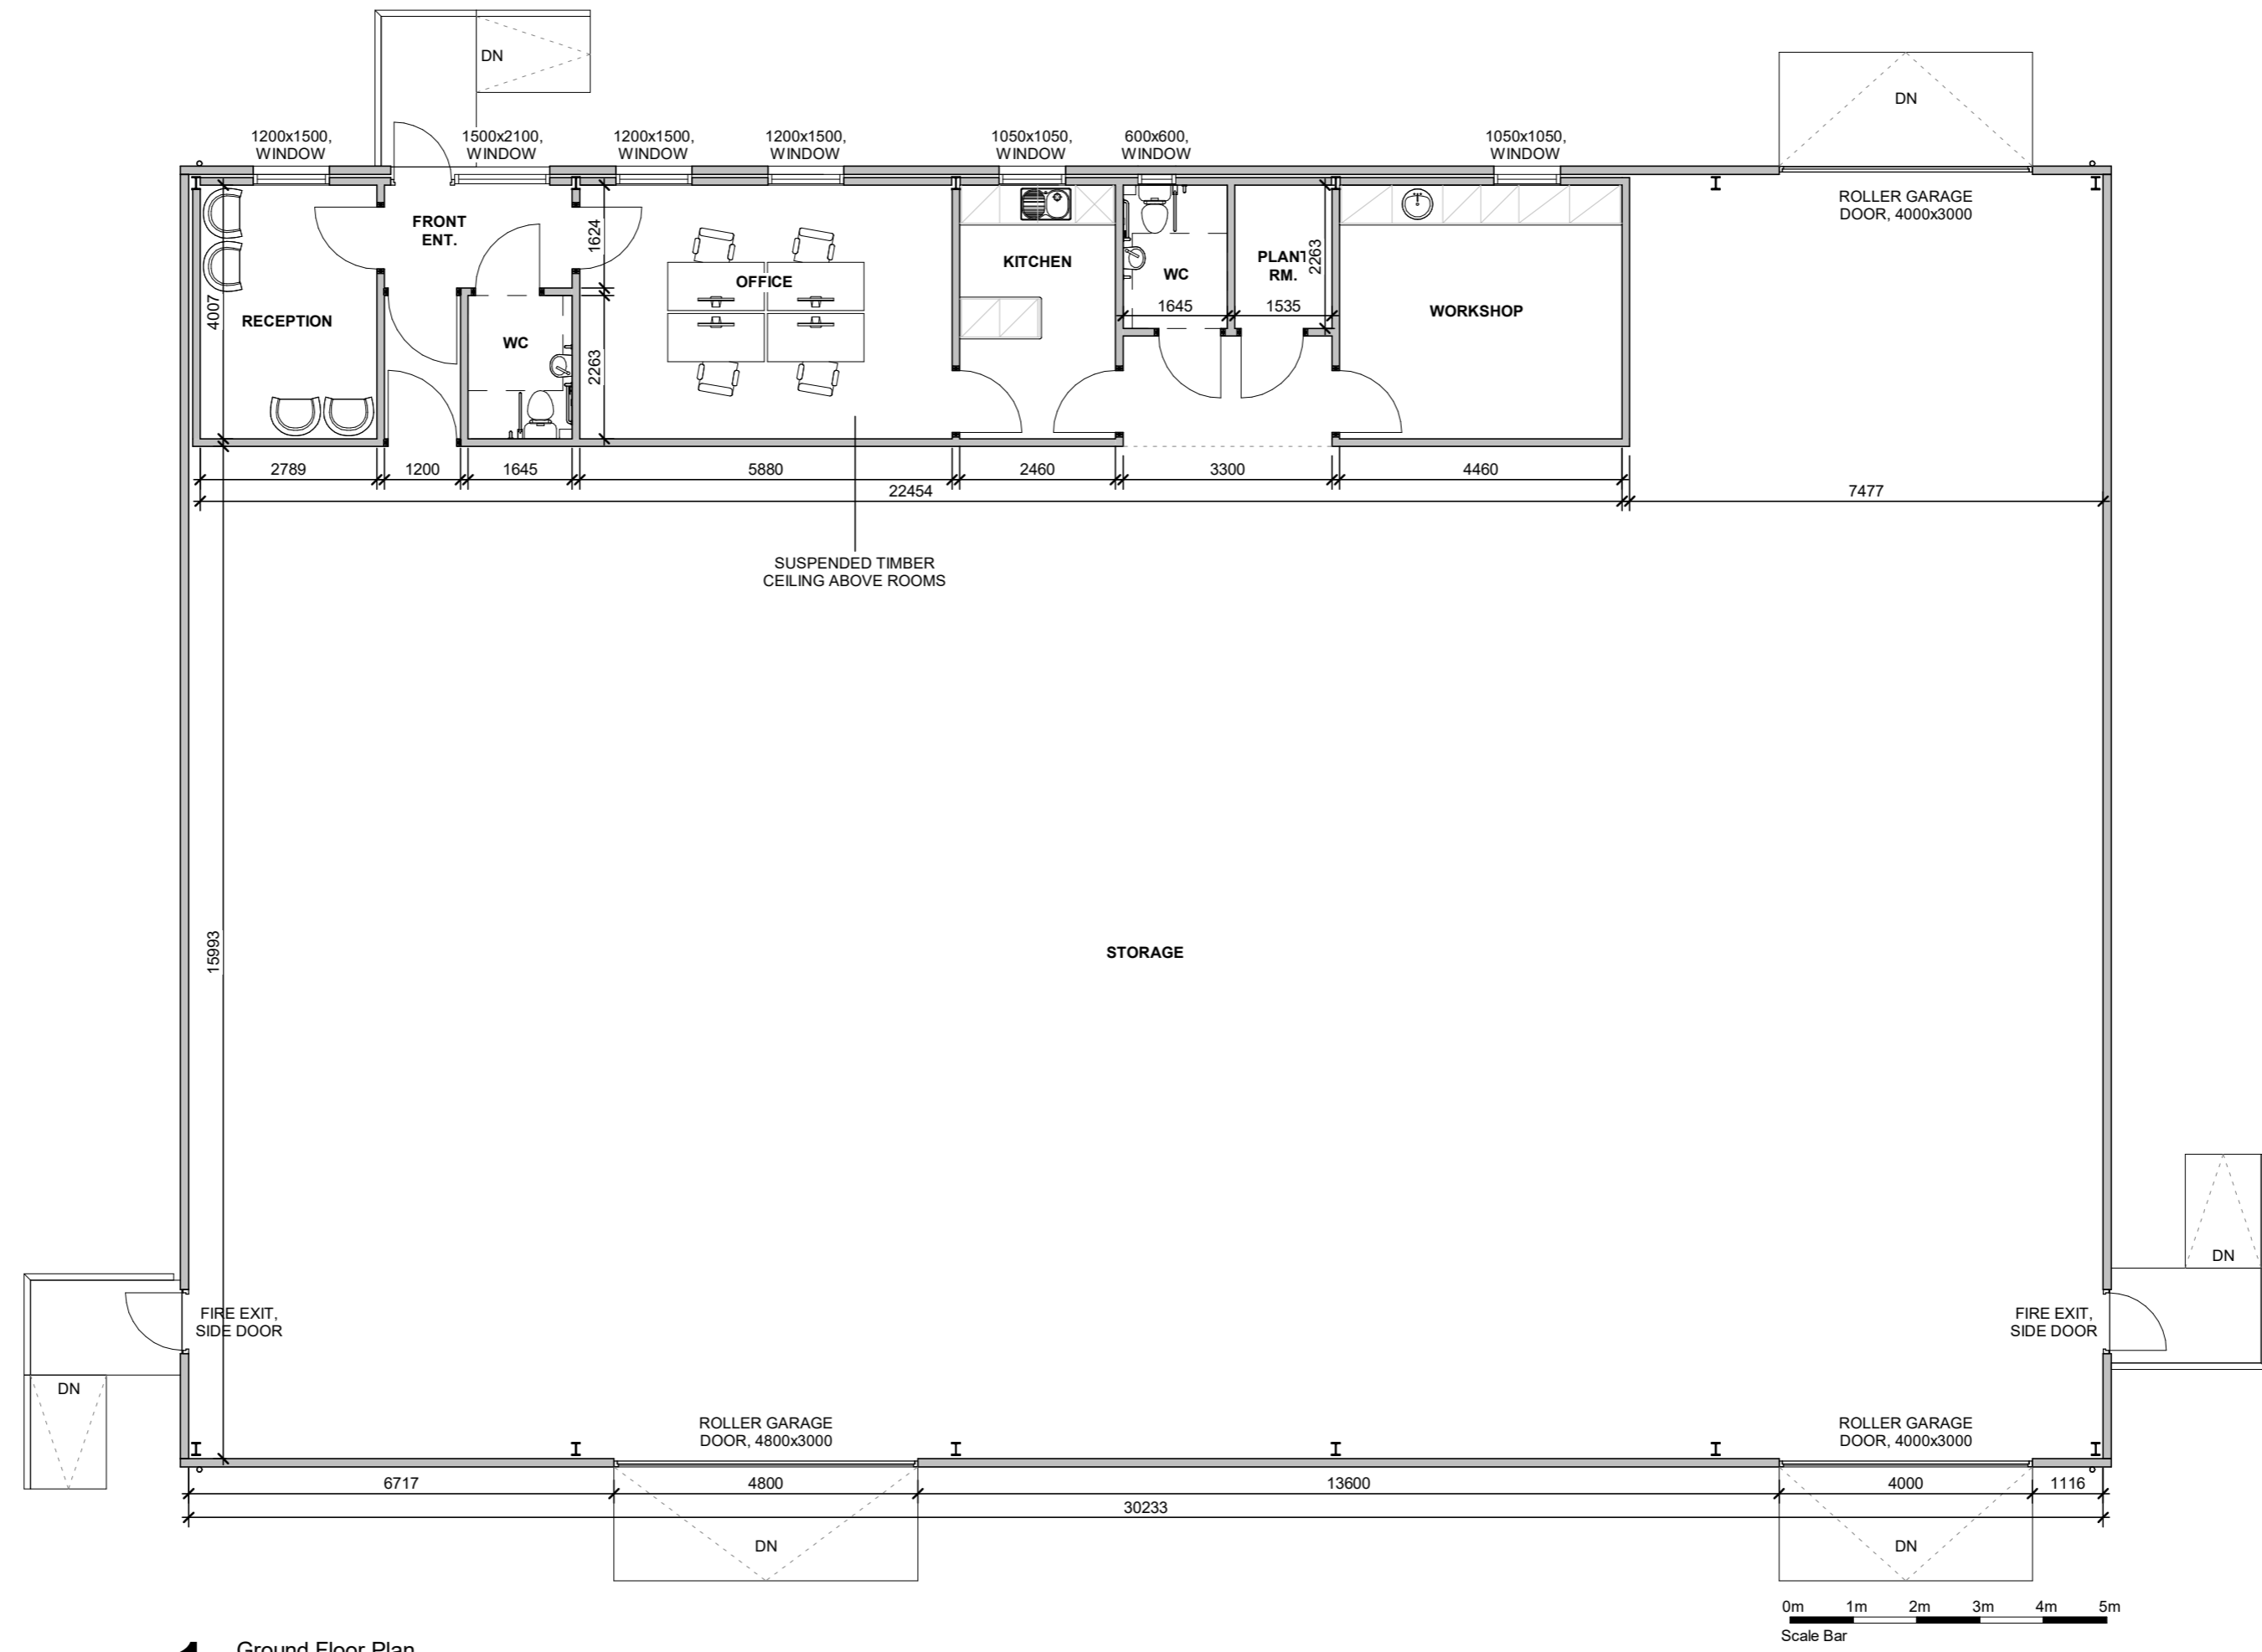 DN
DN
1200x1500,
WINDOW
1500x2100,
WINDOW
1200x1500,
WINDOW
1200x1500,
WINDOW
1050x1050,
WINDOW
600x600,
WINDOW
1050x1050,
WINDOW
ROLLER GARAGE
DOOR, 4000x3000
FRONT
ENT.
1624
OFFICE
KITCHEN
WC
PLANT
RM.
2263
1645
1535
WORKSHOP
4007
RECEPTION
WC
2263
2789
1200
1645
5880
2460
3300
4460
22454
7477
SUSPENDED TIMBER
CEILING ABOVE ROOMS
15993
STORAGE
DN
FIRE EXIT,
SIDE DOOR
FIRE EXIT,
SIDE DOOR
DN
ROLLER GARAGE
DOOR, 4800x3000
ROLLER GARAGE
DOOR, 4000x3000
6717
4800
13600
4000
1116
30233
DN
DN
0m 1m 2m 3m 4m 5m
Scale Bar
Ground Floor Plan